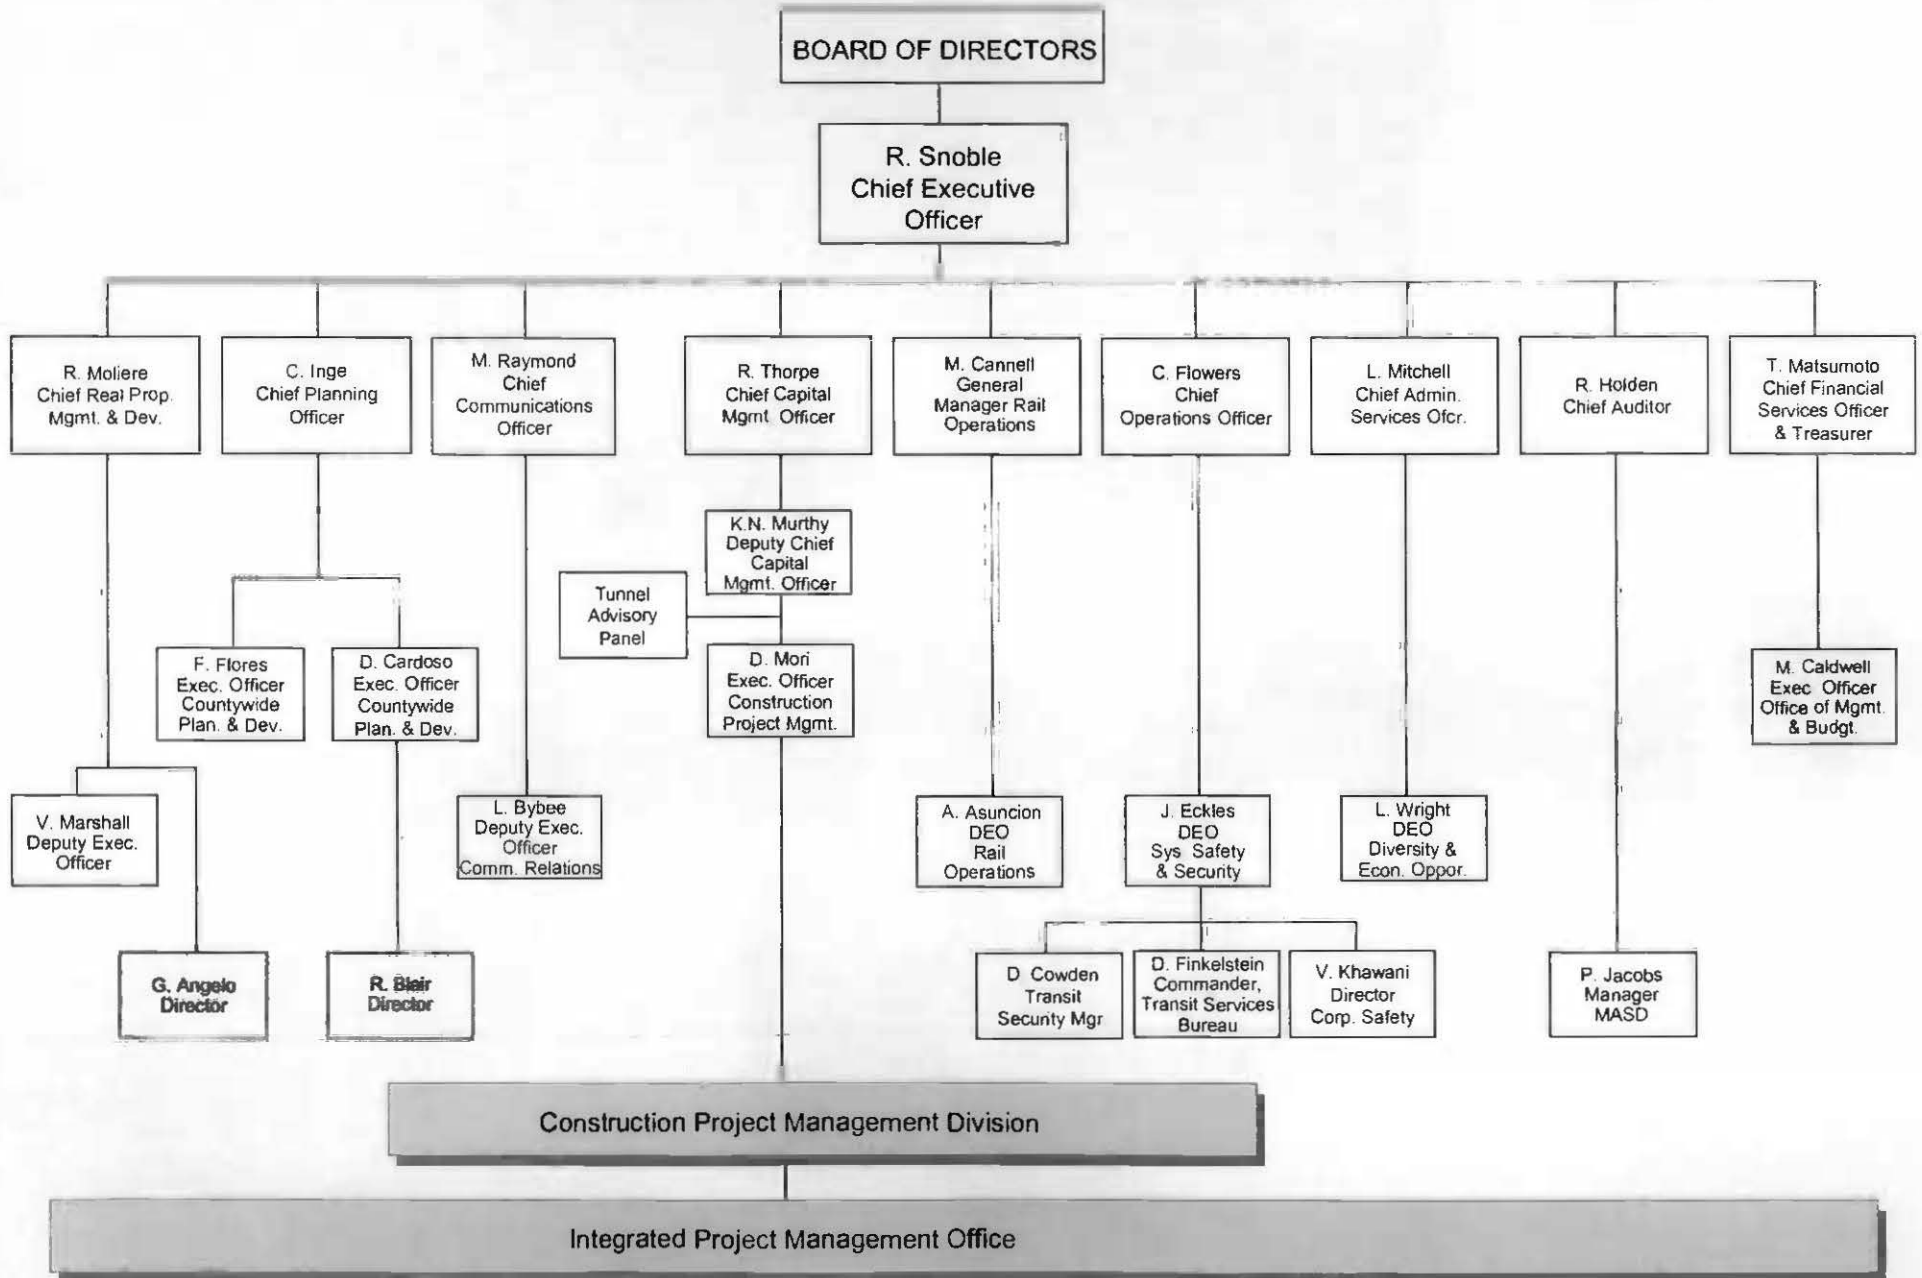 BOARD OF DIRECTORS
R. Snoble
Chief Executive
Officer
R. Moliere
Chief Real Prop.
Mgmt. & Dev.
C. Inge
Chief Planning
Officer
M. Raymond
Chief
Communications
Officer
R. Thorpe
Chief Capital
Mgmt. Officer
M. Cannell
General
Manager Rail
Operations
C. Flowers
Chief
Operations Officer
L. Mitchell
Chief Admin.
Services Ofcr.
R. Holden
Chief Auditor
T. Matsumoto
Chief Financial
Services Officer
& Treasurer
K.N. Murthy
Deputy Chief
Capital
Mgmt. Officer
Tunnel
Advisory
Panel
F. Flores
Exec. Officer
Countywide
Plan. & Dev.
D. Cardoso
Exec. Officer
Countywide
Plan. & Dev.
D. Mori
Exec. Officer
Construction
Project Mgmt.
M. Caldwell
Exec Officer
Office of Mgmt.
& Budgt.
V. Marshall
Deputy Exec.
Officer
L. Bybee
Deputy Exec.
Officer
Comm. Relations
A. Asuncion
DEO
Rail
Operations
J. Eckles
DEO
Sys Safety
& Security
L. Wright
DEO
Diversity &
Econ. Oppor.
G. Angelo
Director
R. Blair
Director
D Cowden
Transit
Security Mgr
D. Finkelstein
Commander,
Transit Services
Bureau
V. Khawani
Director
Corp. Safety
P. Jacobs
Manager
MASD
Construction Project Management Division
Integrated Project Management Office